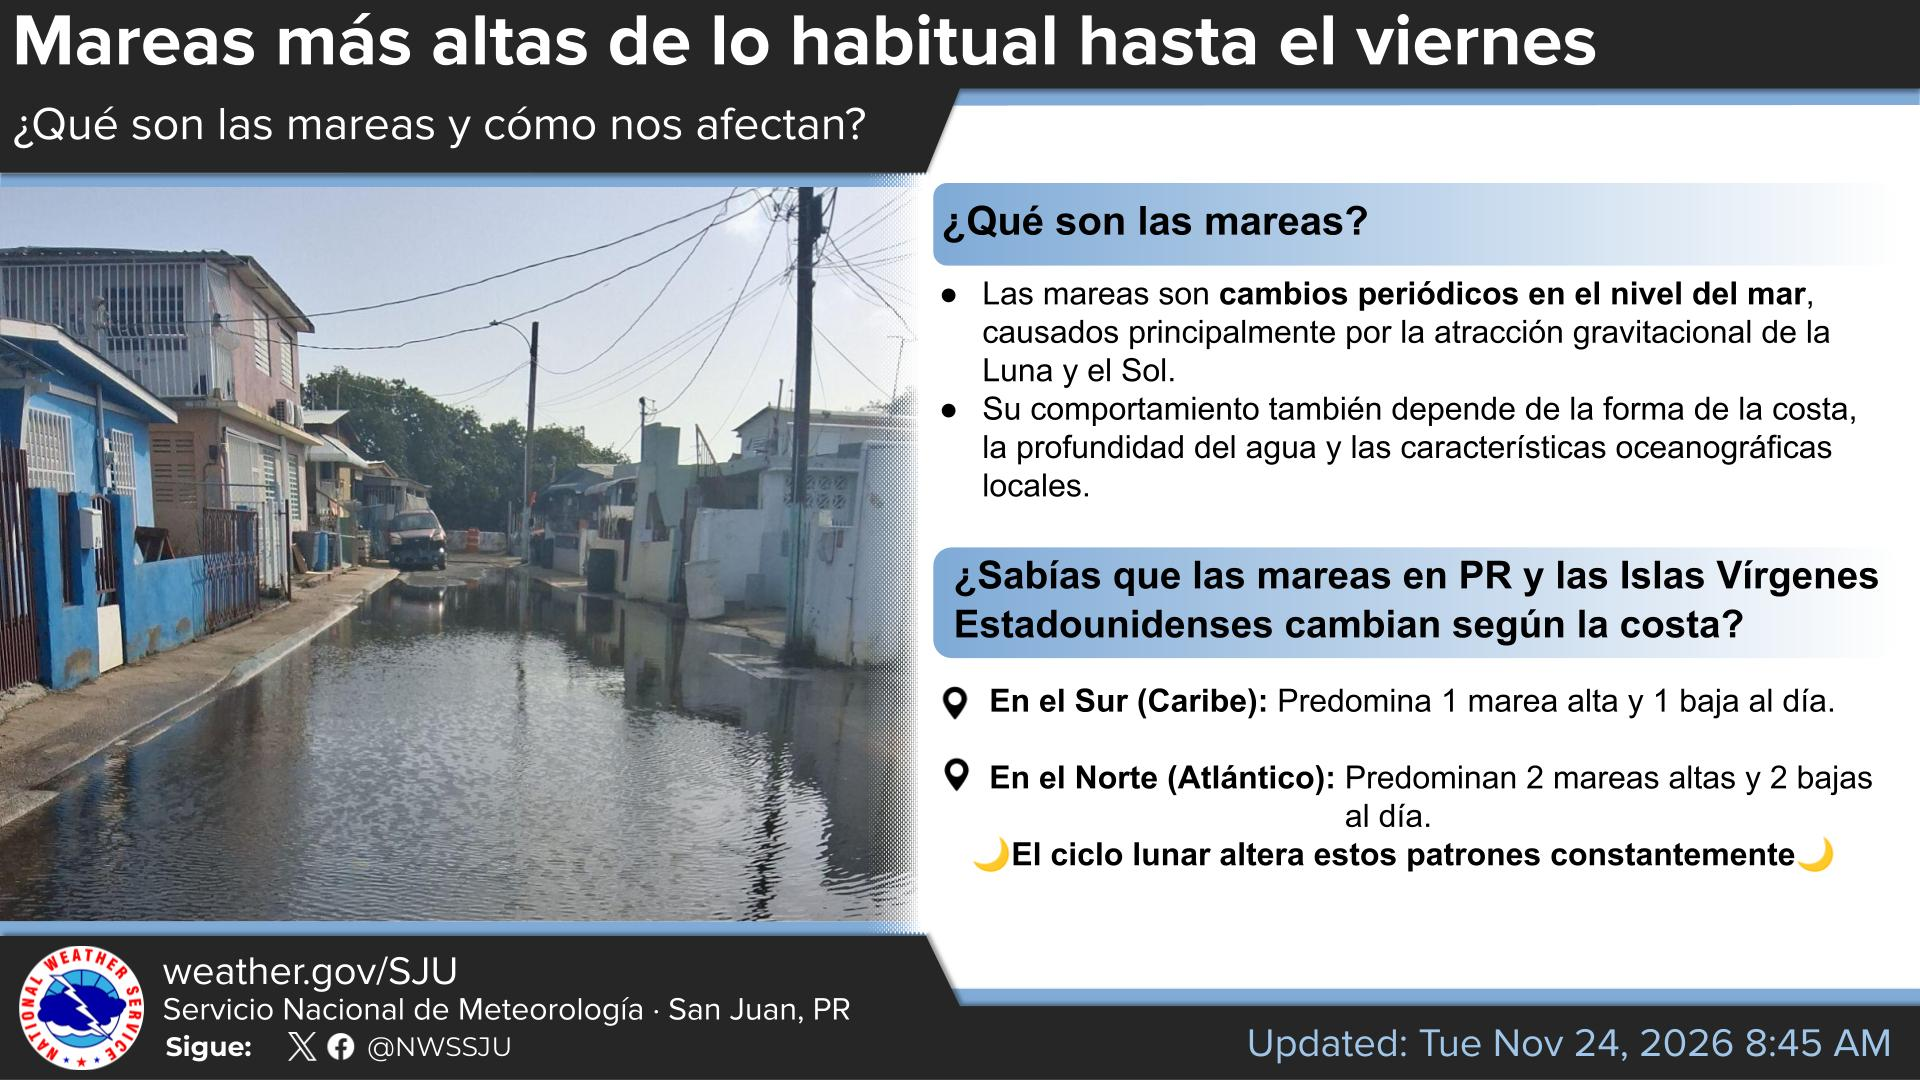 Mareas más altas de lo habitual hasta el viernes
¿Qué son las mareas y cómo nos afectan?
¿Qué son las mareas?
● Las mareas son cambios periódicos en el nivel del mar,
causados principalmente por la atracción gravitacional de la
Luna y el Sol.
● Su comportamiento también depende de la forma de la costa,
la profundidad del agua y las características oceanográficas
locales.
¿Sabías que las mareas en PR y las Islas Vírgenes
Estadounidenses cambian según la costa?
En el Sur (Caribe): Predomina 1 marea alta y 1 baja al día.
En el Norte (Atlántico): Predominan 2 mareas altas y 2 bajas
al día.
🌙El ciclo lunar altera estos patrones constantemente🌙
NATIONAL WEATHER SERVICE
weather.gov/SJU
Servicio Nacional de Meteorología · San Juan, PR
Sigue: @NWSSJU
Updated: Tue Nov 24, 2026 8:45 AM